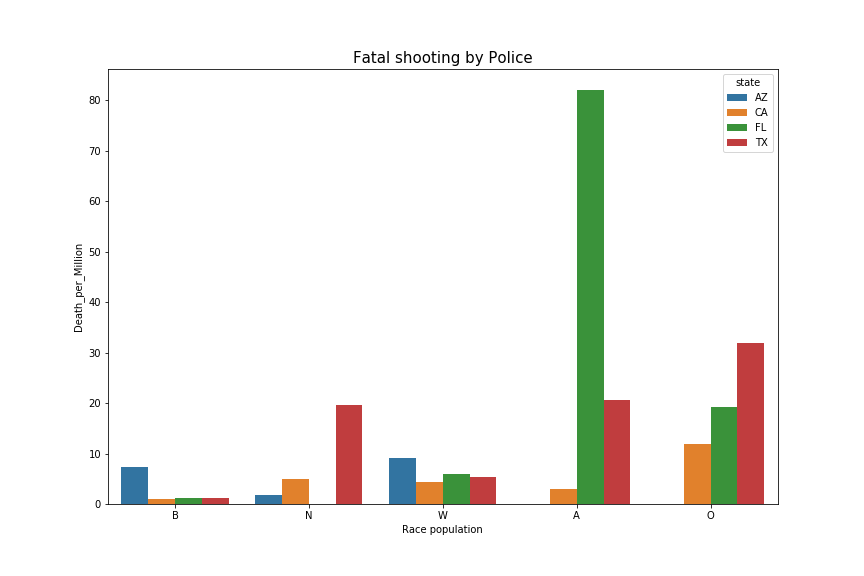 Fatal shooting by Police
state
AZ
CA
FL
TX
80
70
60
50
40
30
20
10
0
Death_per_Million
B N W A O
Race population